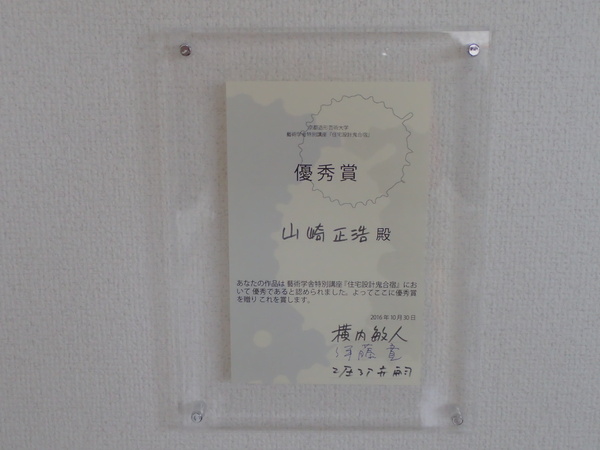 京都造形芸術大学
藝術学舎特別講座『住宅設計鬼合宿』
優秀賞
山崎正浩 殿
あなたの作品は 藝術学舎特別講座『住宅設計鬼合宿』にお
いて 優秀であると認められました。よってここに優秀賞
を贈り これを賞します。
2016年10月30日
横内敏人
伊藤